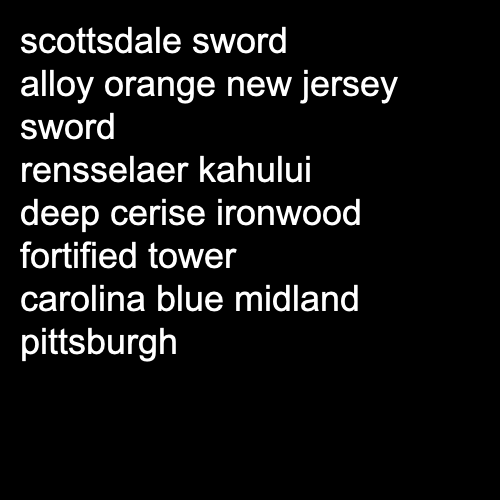 scottsdale sword
alloy orange new jersey
sword
rensselaer kahului
deep cerise ironwood
fortified tower
carolina blue midland
pittsburgh